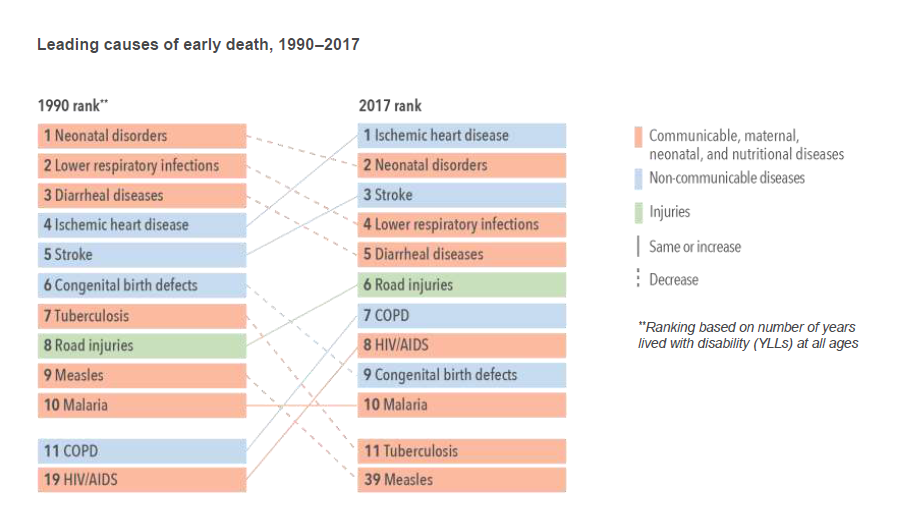 Leading causes of early death, 1990–2017
1990 rank**
1 Neonatal disorders
2 Lower respiratory infections
3 Diarrheal diseases
4 Ischemic heart disease
5 Stroke
6 Congenital birth defects
7 Tuberculosis
8 Road injuries
9 Measles
10 Malaria
11 COPD
19 HIV/AIDS
2017 rank
1 Ischemic heart disease
2 Neonatal disorders
3 Stroke
4 Lower respiratory infections
5 Diarrheal diseases
6 Road injuries
7 COPD
8 HIV/AIDS
9 Congenital birth defects
10 Malaria
11 Tuberculosis
39 Measles
Communicable, maternal,
neonatal, and nutritional diseases
Non-communicable diseases
Injuries
Same or increase
Decrease
**Ranking based on number of years
lived with disability (YLLs) at all ages